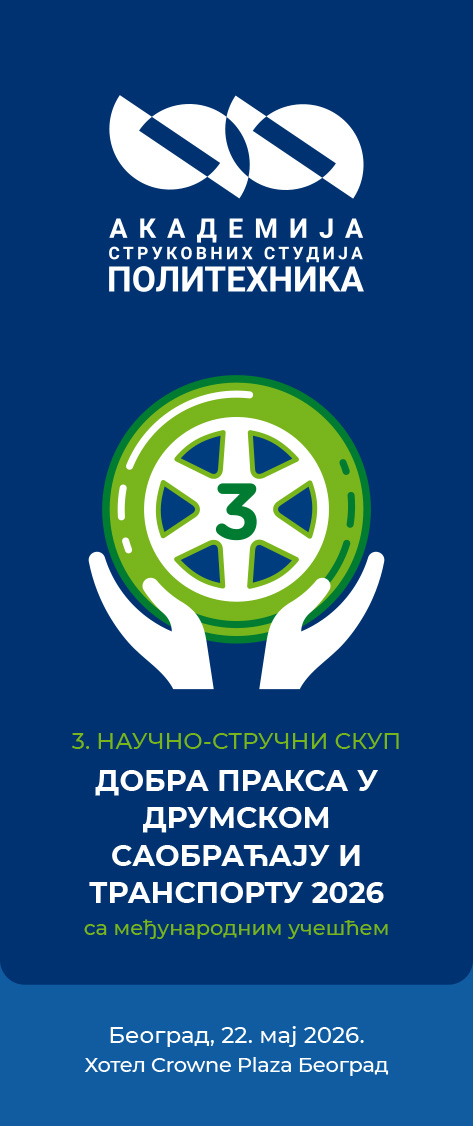 АКАДЕМИЈА
СТРУКОВНИХ СТУДИЈА
ПОЛИТЕХНИКА
3
3. НАУЧНО-СТРУЧНИ СКУП
ДОБРА ПРАКСА У
ДРУМСКОМ
САОБРАЋАЈУ И
ТРАНСПОРТУ 2026
са међународним учешћем
Београд, 22. мај 2026.
Хотел Crowne Plaza Београд